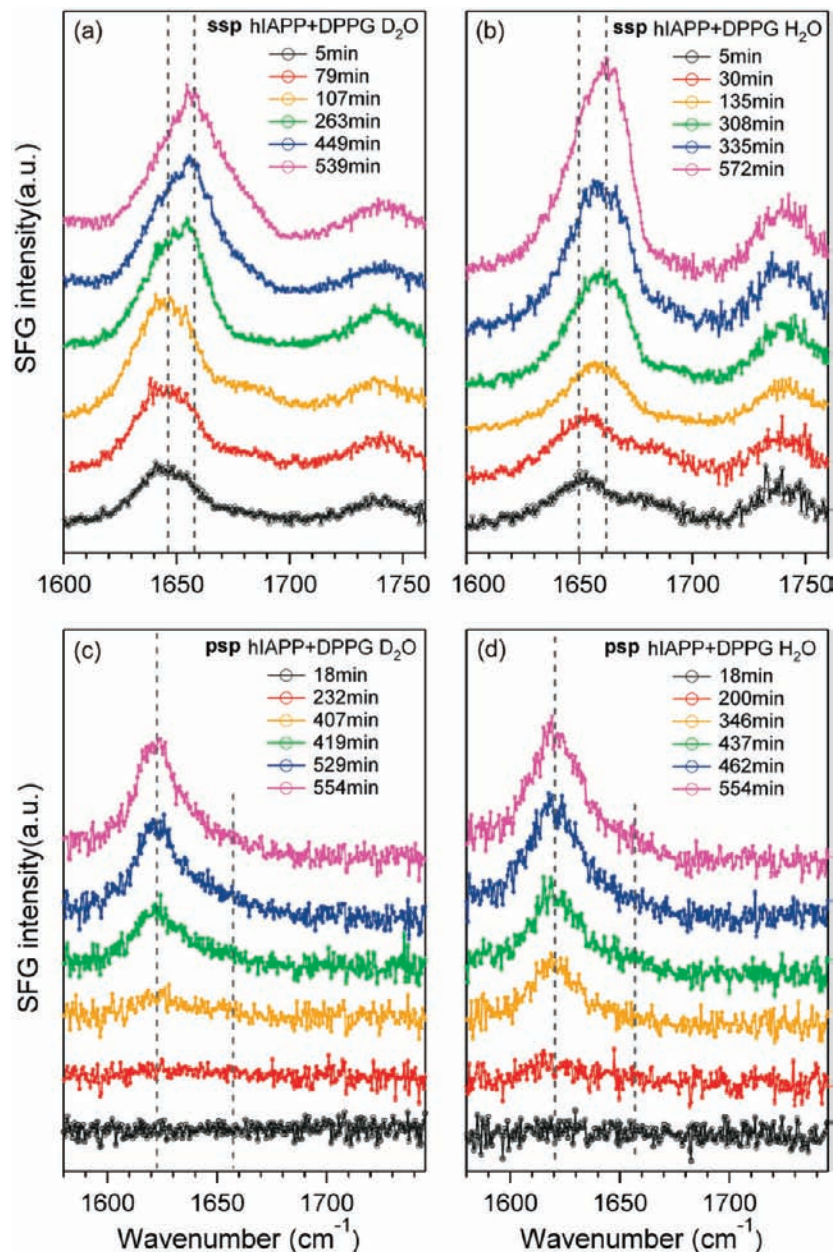 (a) ssp hIAPP+DPPG D₂O
5min
79min
107min
263min
449min
539min
(b) ssp hIAPP+DPPG H₂O
5min
30min
135min
308min
335min
572min
SFG intensity(a.u.)
1600 1650 1700 1750
1600 1650 1700 1750
(c) psp hIAPP+DPPG D₂O
18min
232min
407min
419min
529min
554min
(d) psp hIAPP+DPPG H₂O
18min
200min
346min
437min
462min
554min
SFG intensity(a.u.)
1600 1650 1700
1600 1650 1700
Wavenumber (cm⁻¹)
Wavenumber (cm⁻¹)